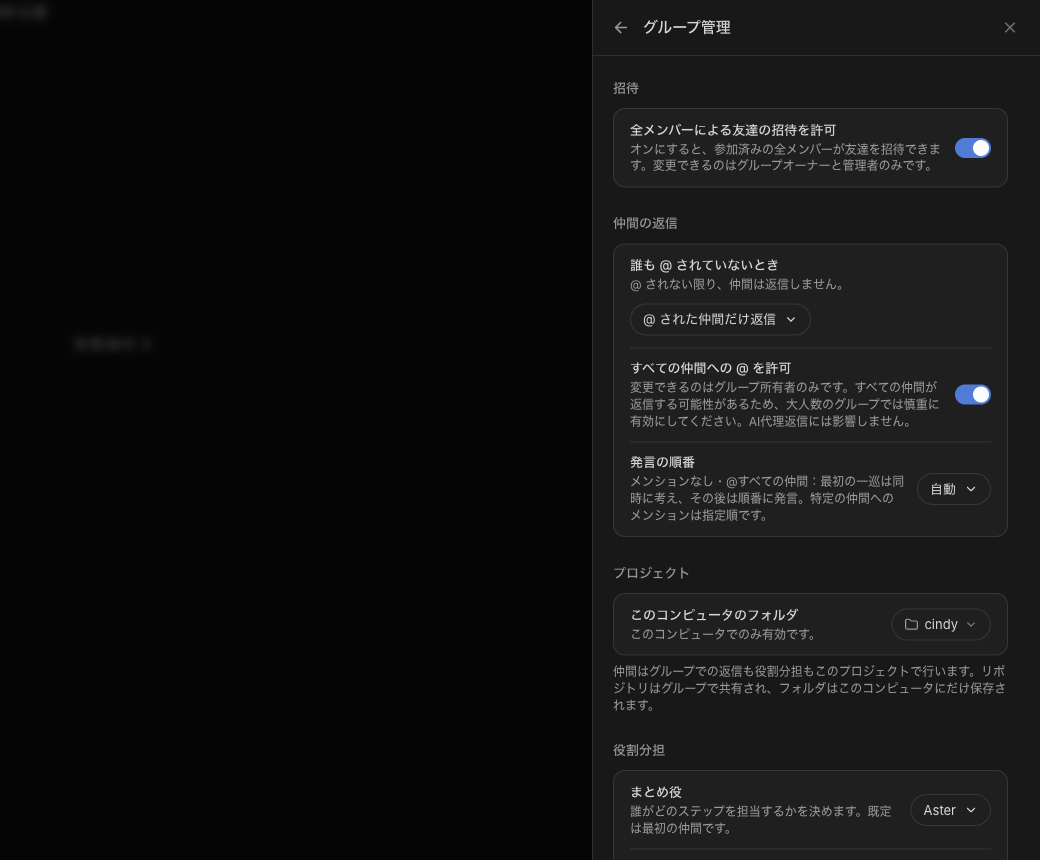 グループ管理
招待
全メンバーによる友達の招待を許可
オンにすると、参加済みの全メンバーが友達を招待できま
す。変更できるのはグループオーナーと管理者のみです。
仲間の返信
誰も @ されていないとき
@ されない限り、仲間は返信しません。
@ された仲間だけ返信
すべての仲間への @ を許可
変更できるのはグループ所有者のみです。すべての仲間が
返信する可能性があるため、大人数のグループでは慎重に
有効にしてください。AI代理返信には影響しません。
発言の順番
メンションなし・@すべての仲間：最初の一巡は同
時に考え、その後は順番に発言。特定の仲間への
メンションは指定順です。
自動
プロジェクト
このコンピュータのフォルダ
このコンピュータでのみ有効です。
cindy
仲間はグループでの返信も役割分担もこのプロジェクトで行います。リポ
ジトリはグループで共有され、フォルダはこのコンピュータにだけ保存さ
れます。
役割分担
まとめ役
誰がどのステップを担当するかを決めます。既定
は最初の仲間です。
Aster